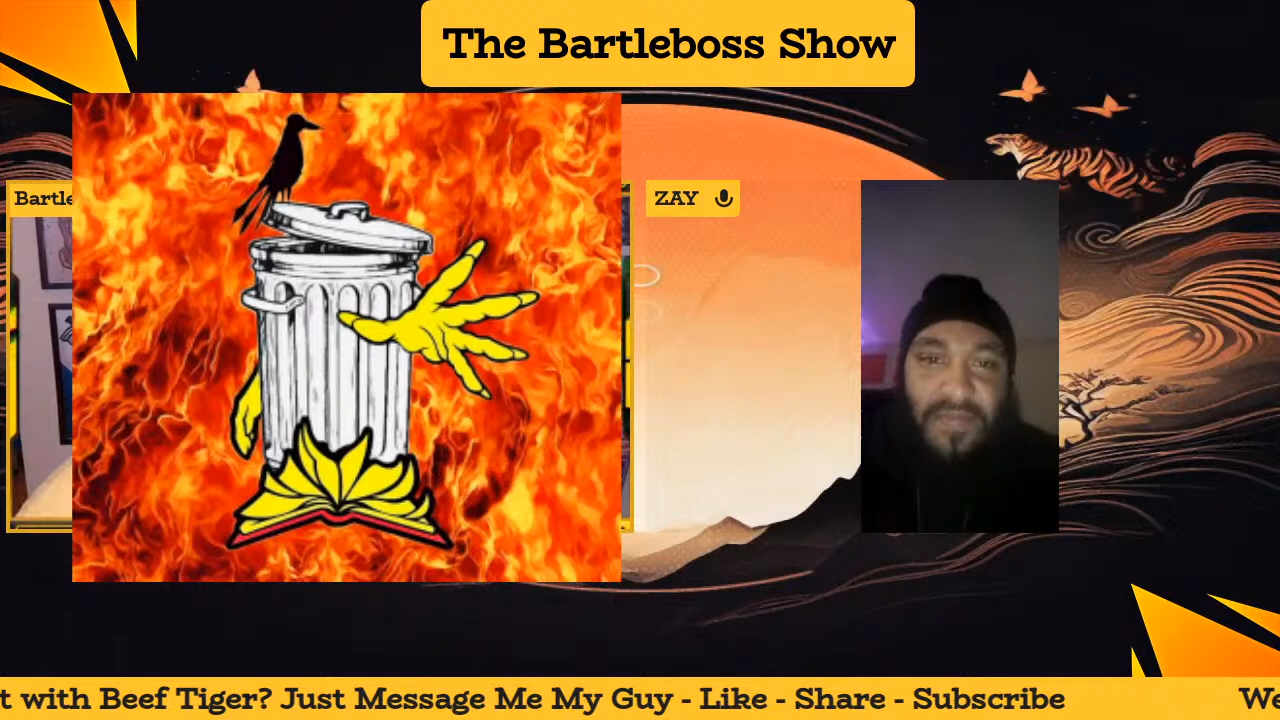 The Bartleboss Show
Bartle
ZAY
t with Beef Tiger? Just Message Me My Guy - Like - Share - Subscribe
We